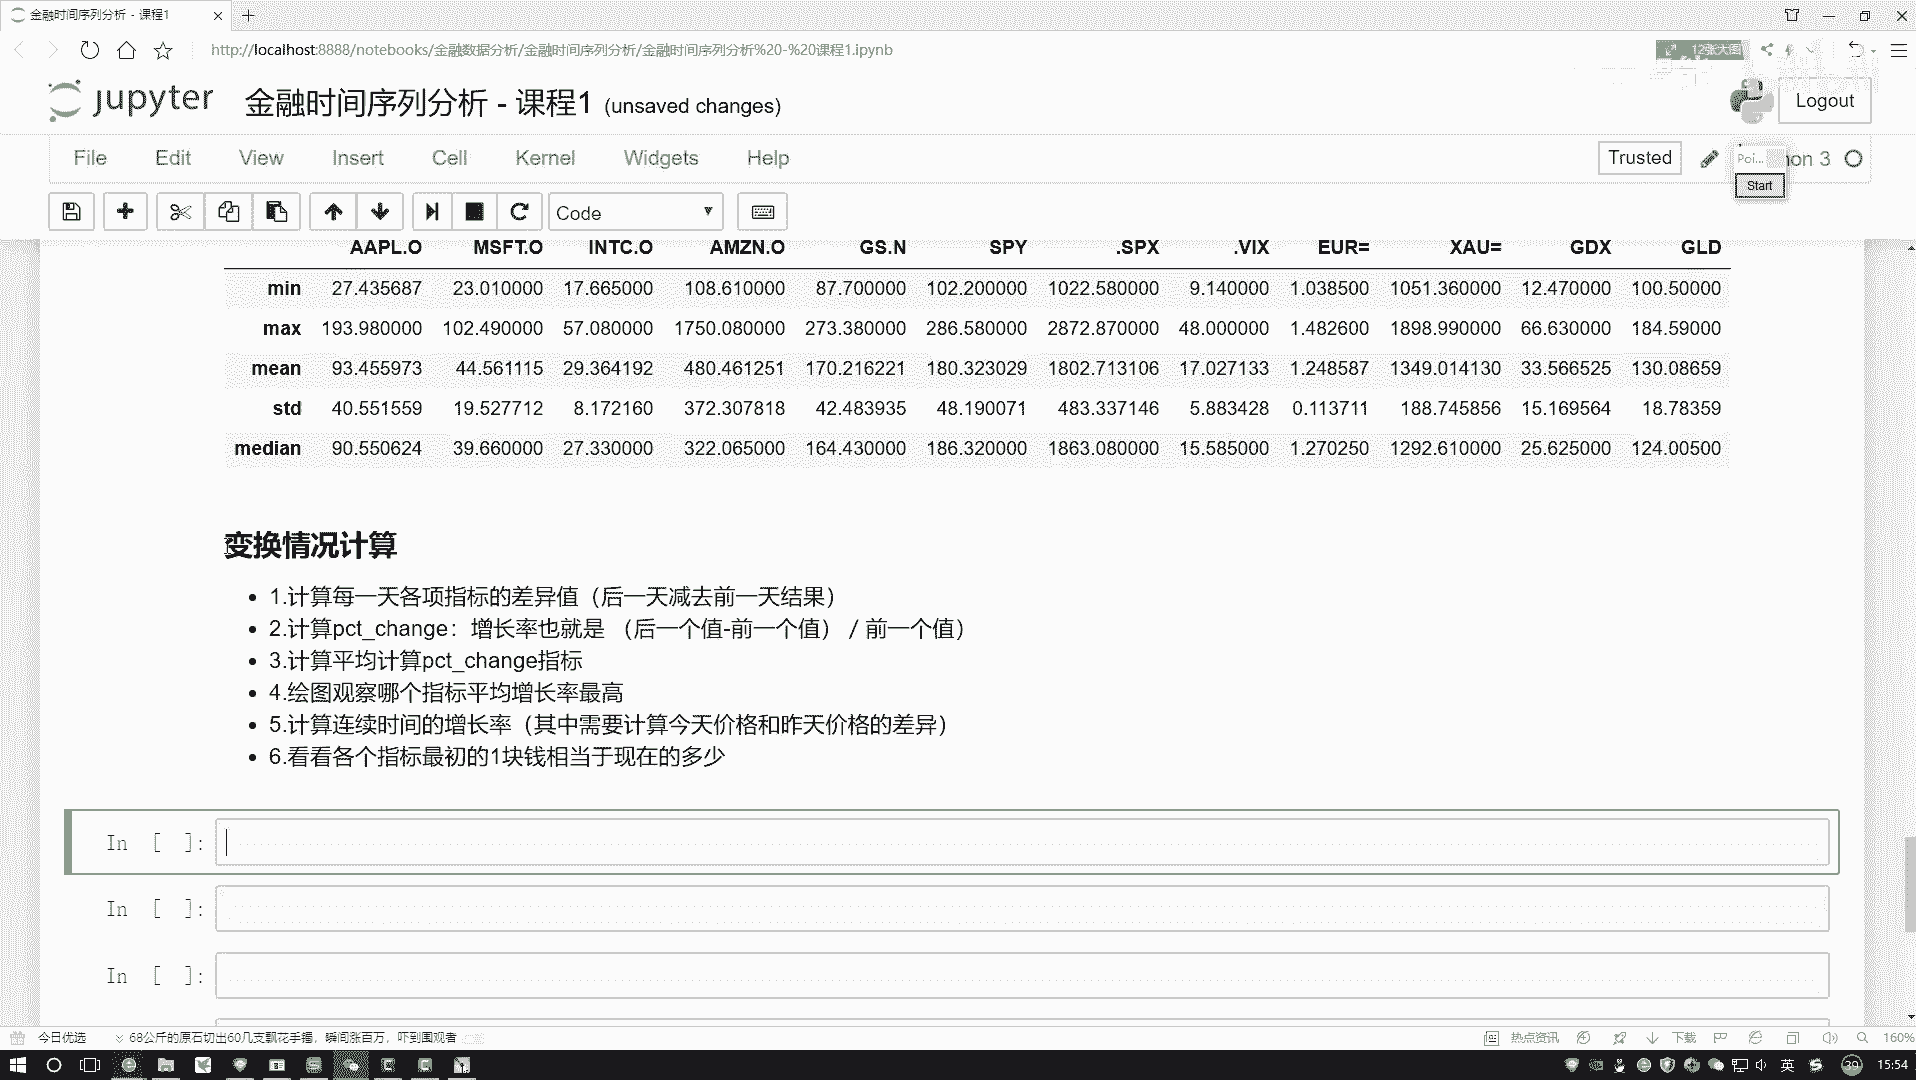 金融时间序列分析 - 课程1
http://localhost:8888/notebooks/金融数据分析/金融时间序列分析/金融时间序列分析%20-%20课程1.ipynb
12张大图
jupyter 金融时间序列分析 - 课程1 (unsaved changes)
Logout
File Edit View Insert Cell Kernel Widgets Help
Trusted
Poi... hon 3
Start
Code
AAPL.O MSFT.O INTC.O AMZN.O GS.N SPY .SPX .VIX EUR= XAU= GDX GLD
min 27.435687 23.010000 17.665000 108.610000 87.700000 102.200000 1022.580000 9.140000 1.038500 1051.360000 12.470000 100.50000
max 193.980000 102.490000 57.080000 1750.080000 273.380000 286.580000 2872.870000 48.000000 1.482600 1898.990000 66.630000 184.59000
mean 93.455973 44.561115 29.364192 480.461251 170.216221 180.323029 1802.713106 17.027133 1.248587 1349.014130 33.566525 130.08659
std 40.551559 19.527712 8.172160 372.307818 42.483935 48.190071 483.337146 5.883428 0.113711 188.745856 15.169564 18.78359
median 90.550624 39.660000 27.330000 322.065000 164.430000 186.320000 1863.080000 15.585000 1.270250 1292.610000 25.625000 124.00500
变换情况计算
• 1.计算每一天各项指标的差异值（后一天减去前一天结果）
• 2.计算pct_change：增长率也就是 （后一个值-前一个值） / 前一个值）
• 3.计算平均计算pct_change指标
• 4.绘图观察哪个指标平均增长率最高
• 5.计算连续时间的增长率（其中需要计算今天价格和昨天价格的差异）
• 6.看看各个指标最初的1块钱相当于现在的多少
In [ ]:
In [ ]:
In [ ]:
今日优选 68公斤的原石切出60几支飘花手镯，瞬间涨百万，吓到围观者
热点资讯 下载 160%
英 39 15:54